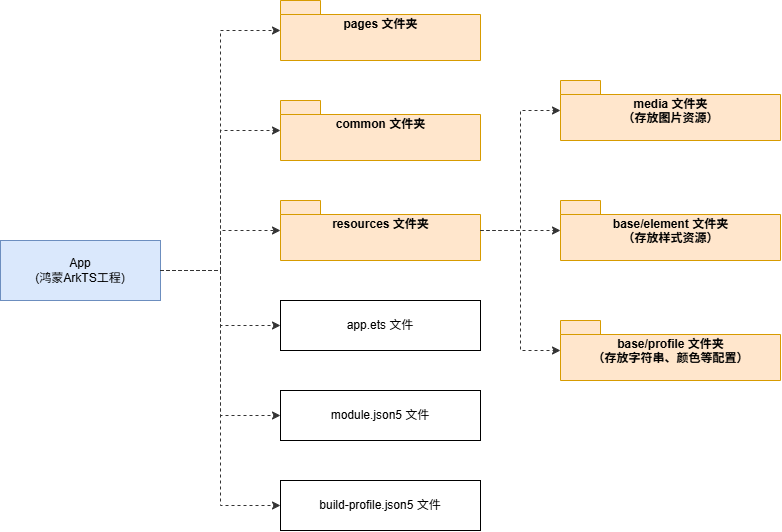 App
(鸿蒙ArkTS工程)
pages 文件夹
common 文件夹
resources 文件夹
app.ets 文件
module.json5 文件
build-profile.json5 文件
media 文件夹
（存放图片资源）
base/element 文件夹
（存放样式资源）
base/profile 文件夹
（存放字符串、颜色等配置）